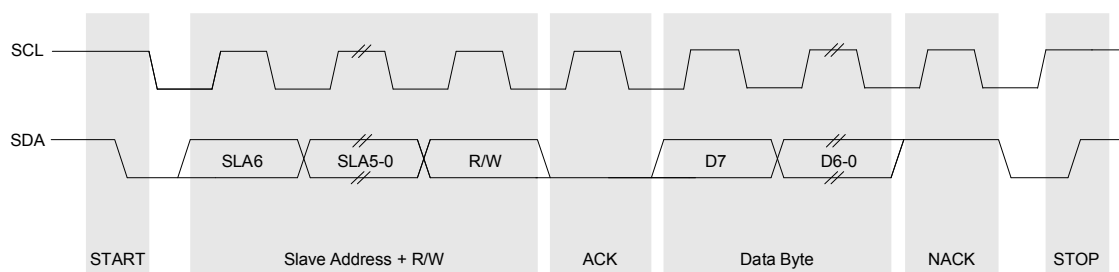 SCL
SDA
SLA6
SLA5-0
R/W
D7
D6-0
START
Slave Address + R/W
ACK
Data Byte
NACK
STOP